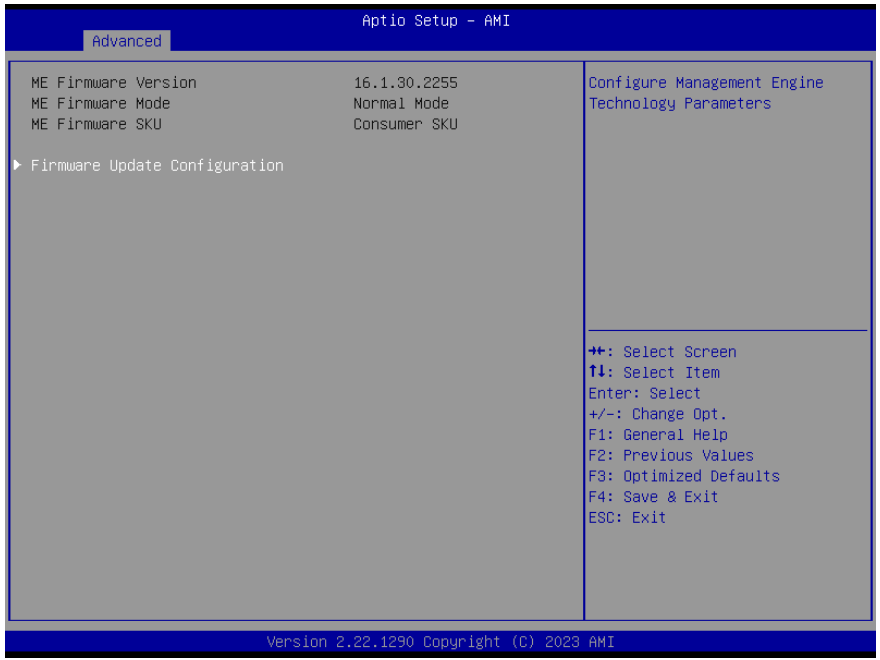 Aptio Setup – AMI
Advanced
ME Firmware Version 16.1.30.2255
ME Firmware Mode Normal Mode
ME Firmware SKU Consumer SKU
▶ Firmware Update Configuration
Configure Management Engine
Technology Parameters
→←: Select Screen
↑↓: Select Item
Enter: Select
+/-: Change Opt.
F1: General Help
F2: Previous Values
F3: Optimized Defaults
F4: Save & Exit
ESC: Exit
Version 2.22.1290 Copyright (C) 2023 AMI